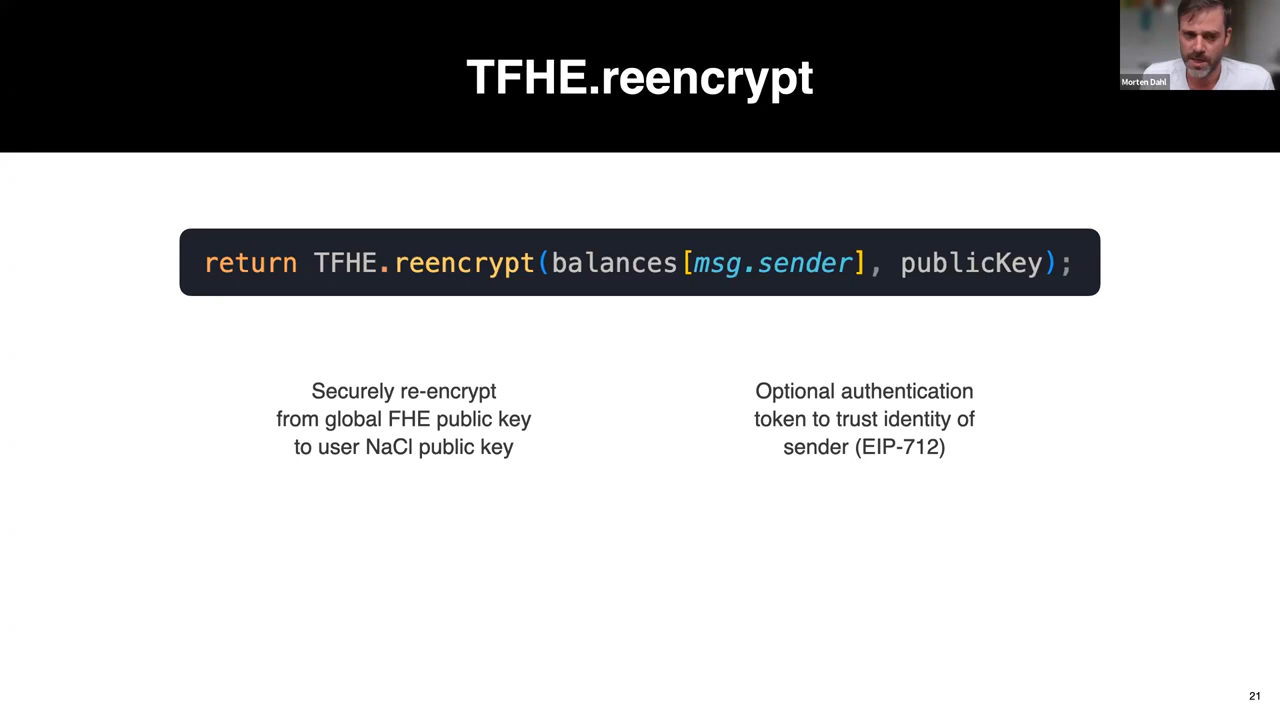 TFHE.reencrypt
Morten Dahl
return TFHE.reencrypt(balances[msg.sender], publicKey);
Securely re-encrypt
from global FHE public key
to user NaCl public key
Optional authentication
token to trust identity of
sender (EIP-712)
21